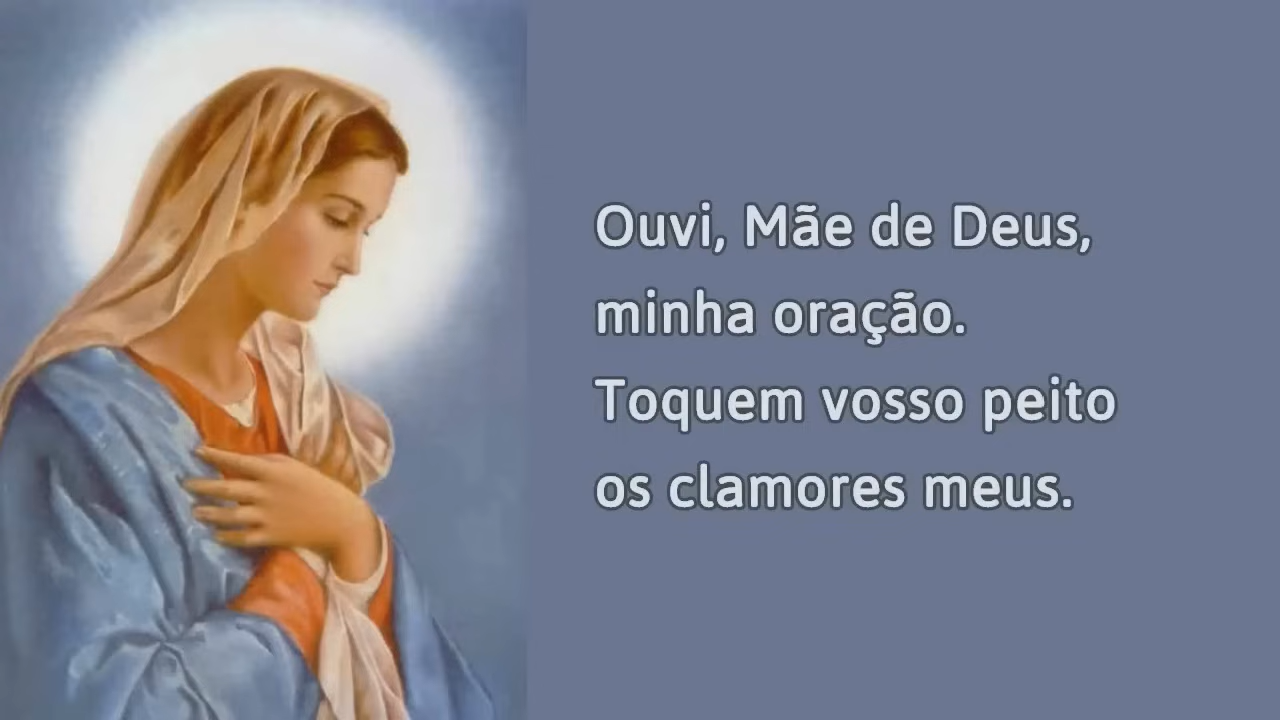 Ouvi, Mãe de Deus,
minha oração.
Toquem vosso peito
os clamores meus.